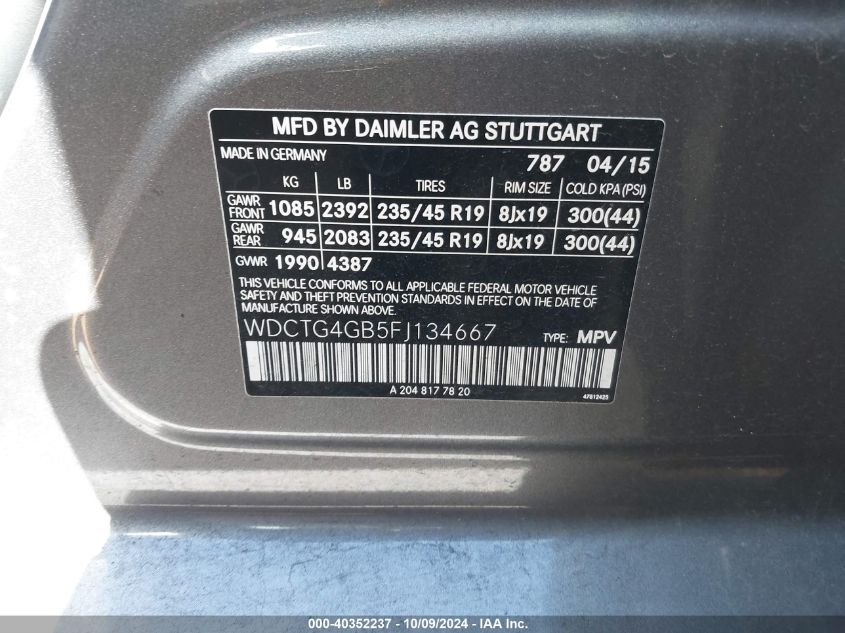 MFD BY DAIMLER AG STUTTGART
MADE IN GERMANY 787 04/15
KG LB TIRES RIM SIZE COLD KPA (PSI)
GAWR FRONT 1085 2392 235/45 R19 8Jx19 300(44)
GAWR REAR 945 2083 235/45 R19 8Jx19 300(44)
GVWR 1990 4387
THIS VEHICLE CONFORMS TO ALL APPLICABLE FEDERAL MOTOR VEHICLE
SAFETY AND THEFT PREVENTION STANDARDS IN EFFECT ON THE DATE
OF MANUFACTURE SHOWN ABOVE.
WDCTG4GB5FJ134667 TYPE: MPV
A 204 817 78 20 47812425
000-40352237 - 10/09/2024 - IAAI.com.